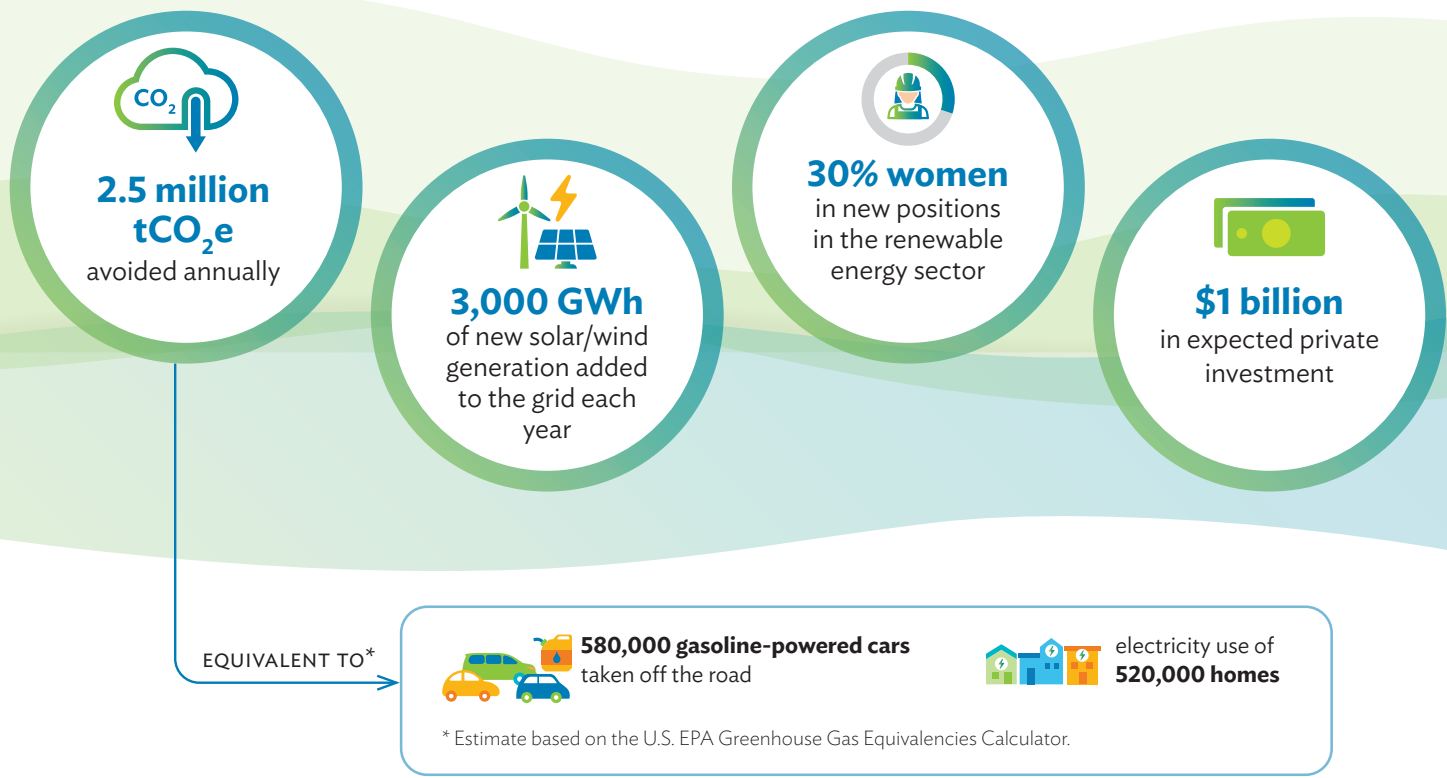 CO2
2.5 million
tCO2e
avoided annually
3,000 GWh
of new solar/wind
generation added
to the grid each
year
30% women
in new positions
in the renewable
energy sector
$1 billion
in expected private
investment
EQUIVALENT TO*
580,000 gasoline-powered cars
taken off the road
electricity use of
520,000 homes
* Estimate based on the U.S. EPA Greenhouse Gas Equivalencies Calculator.